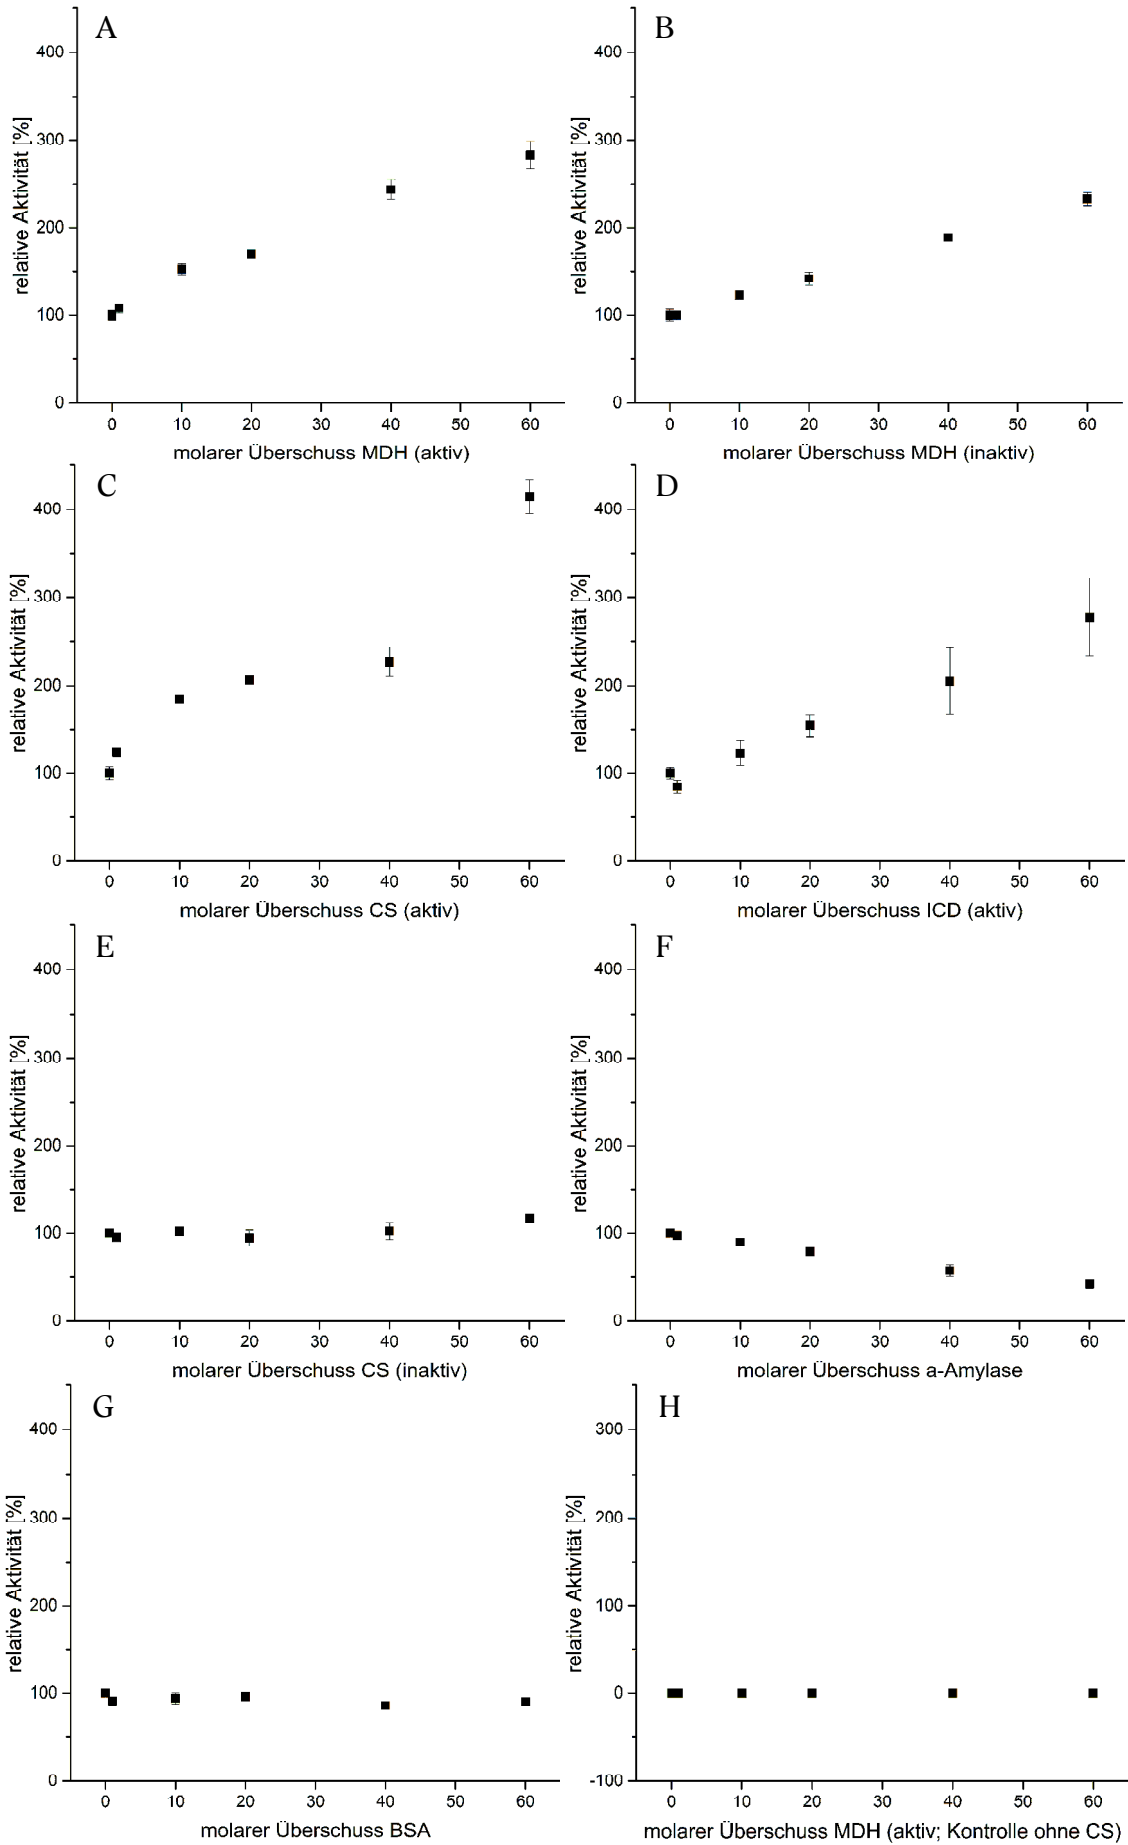 A
relative Aktivität [%]
400
300
200
100
0
0 10 20 30 40 50 60
molarer Überschuss MDH (aktiv)
B
relative Aktivität [%]
400
300
200
100
0
0 10 20 30 40 50 60
molarer Überschuss MDH (inaktiv)
C
relative Aktivität [%]
400
300
200
100
0
0 10 20 30 40 50 60
molarer Überschuss CS (aktiv)
D
relative Aktivität [%]
400
300
200
100
0
0 10 20 30 40 50 60
molarer Überschuss ICD (aktiv)
E
relative Aktivität [%]
400
300
200
100
0
0 10 20 30 40 50 60
molarer Überschuss CS (inaktiv)
F
relative Aktivität [%]
400
300
200
100
0
0 10 20 30 40 50 60
molarer Überschuss a-Amylase
G
relative Aktivität [%]
400
300
200
100
0
0 10 20 30 40 50 60
molarer Überschuss BSA
H
relative Aktivität [%]
300
200
100
0
-100
0 10 20 30 40 50 60
molarer Überschuss MDH (aktiv; Kontrolle ohne CS)